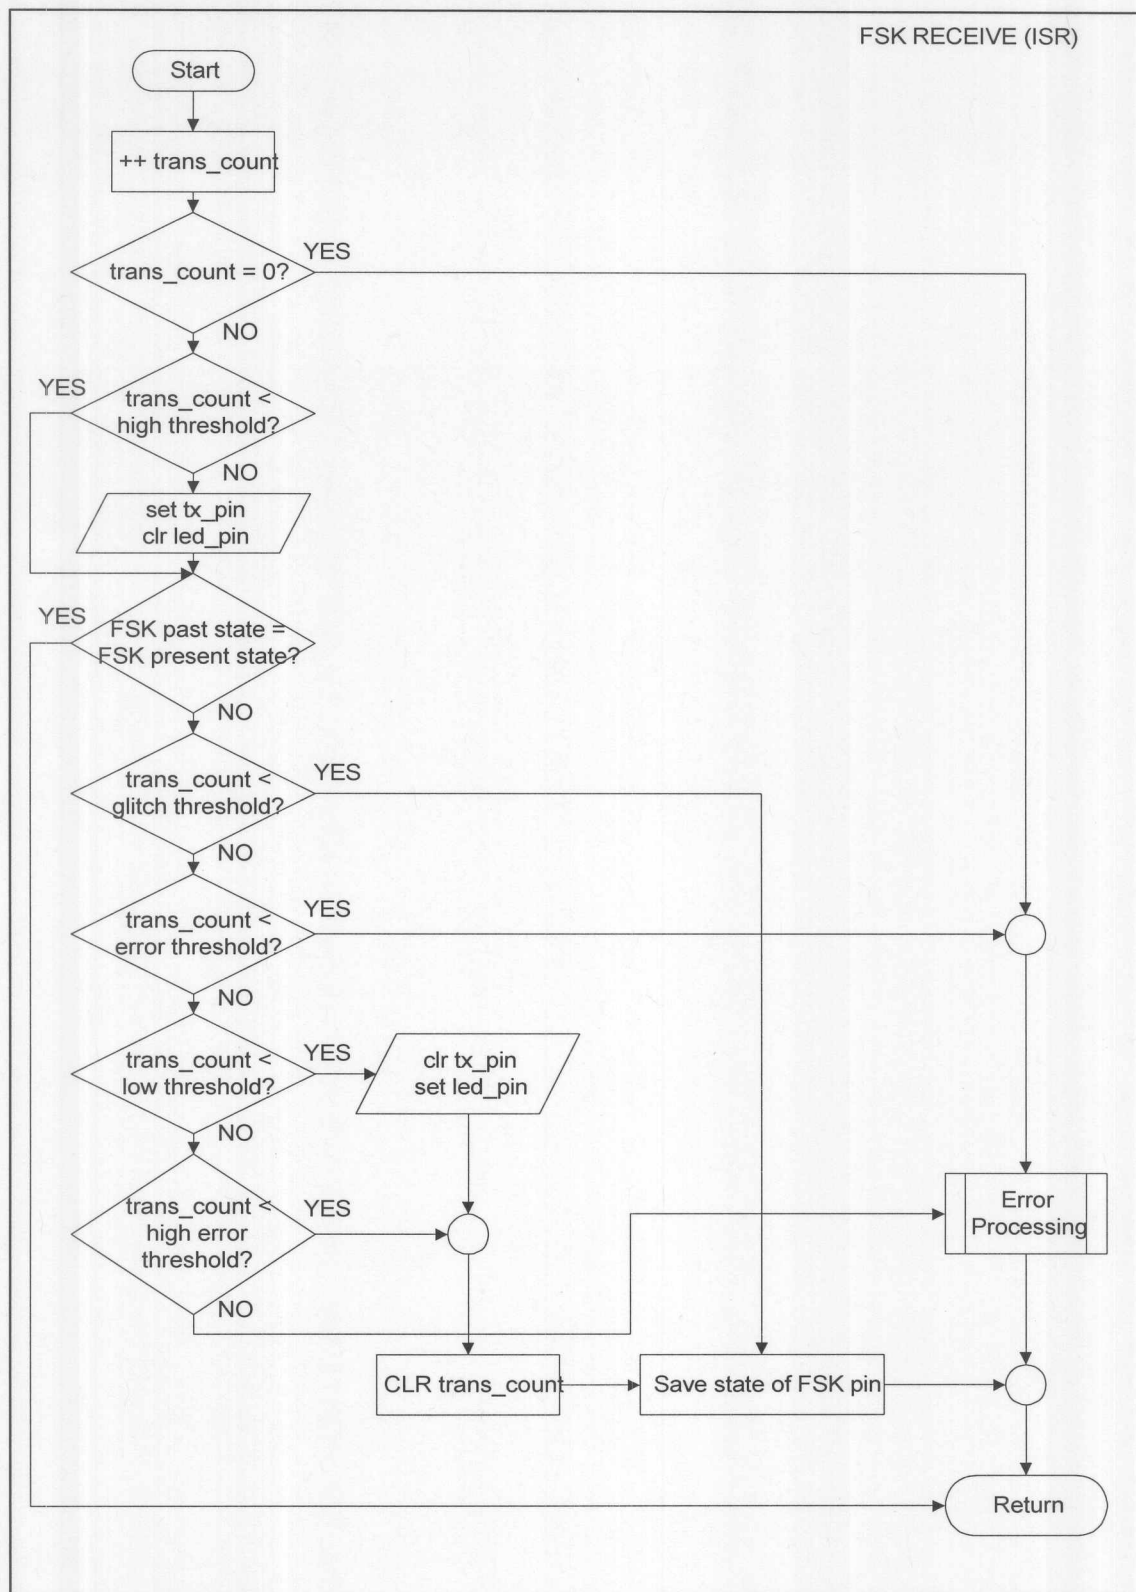 FSK RECEIVE (ISR)
Start
++ trans_count
YES
trans_count = 0?
NO
YES
trans_count <
high threshold?
NO
set tx_pin
clr led_pin
YES
FSK past state =
FSK present state?
NO
YES
trans_count <
glitch threshold?
NO
YES
trans_count <
error threshold?
NO
YES
trans_count <
low threshold?
clr tx_pin
set led_pin
NO
YES
trans_count <
high error
threshold?
Error
Processing
NO
CLR trans_count
Save state of FSK pin
Return